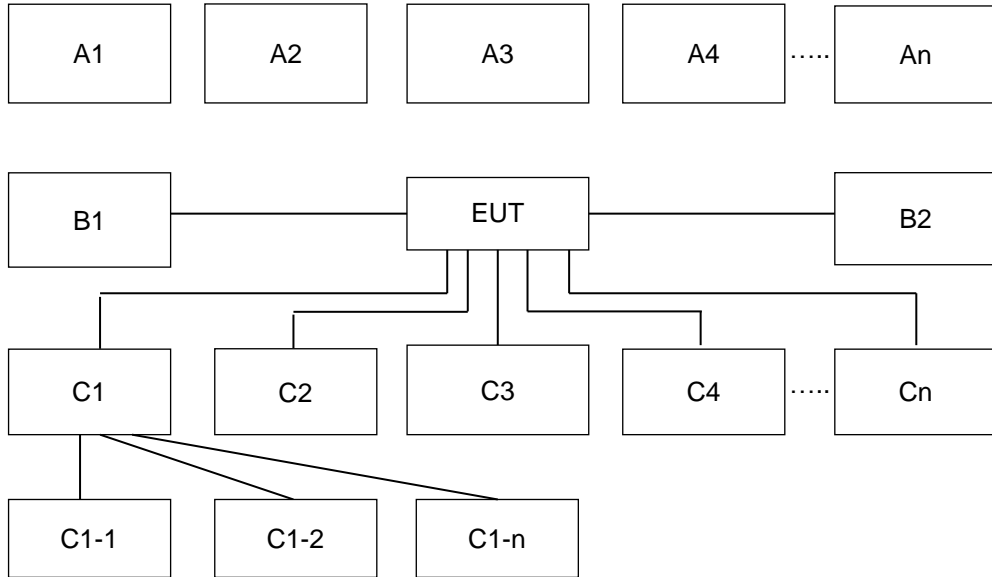 A1 A2 A3 A4 ..... An
B1 EUT B2
C1 C2 C3 C4 ..... Cn
C1-1 C1-2 C1-n